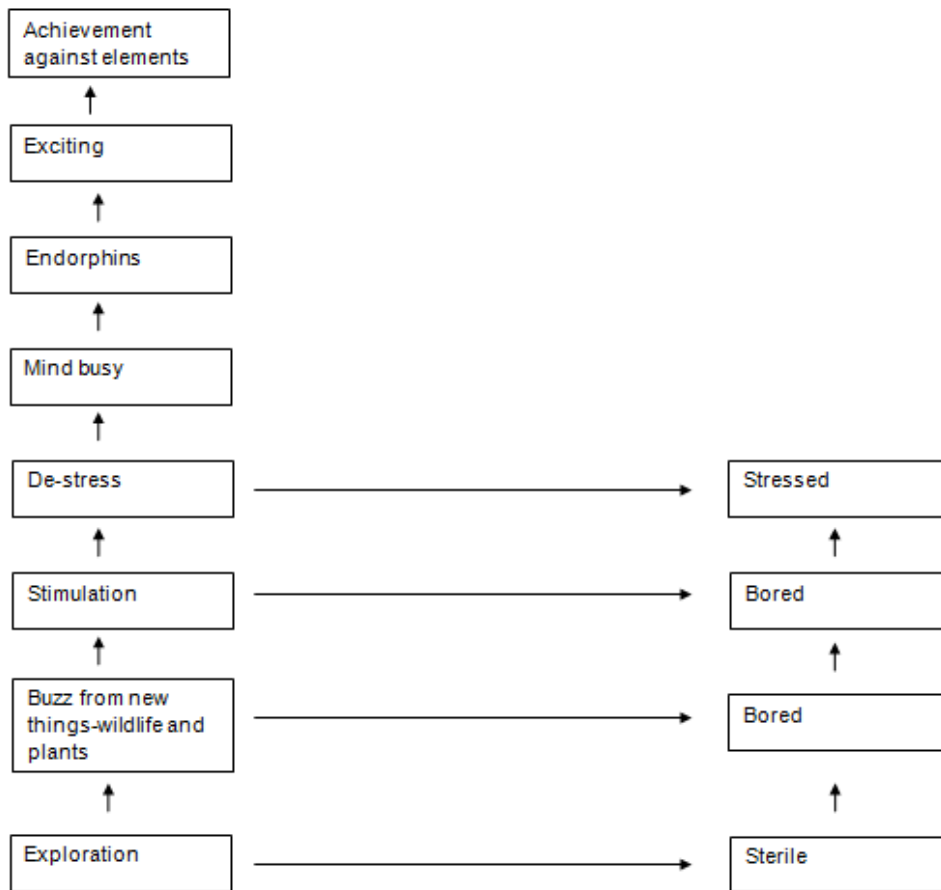 Achievement
against elements
Exciting
Endorphins
Mind busy
De-stress
Stressed
Stimulation
Bored
Buzz from new
things-wildlife and
plants
Bored
Exploration
Sterile